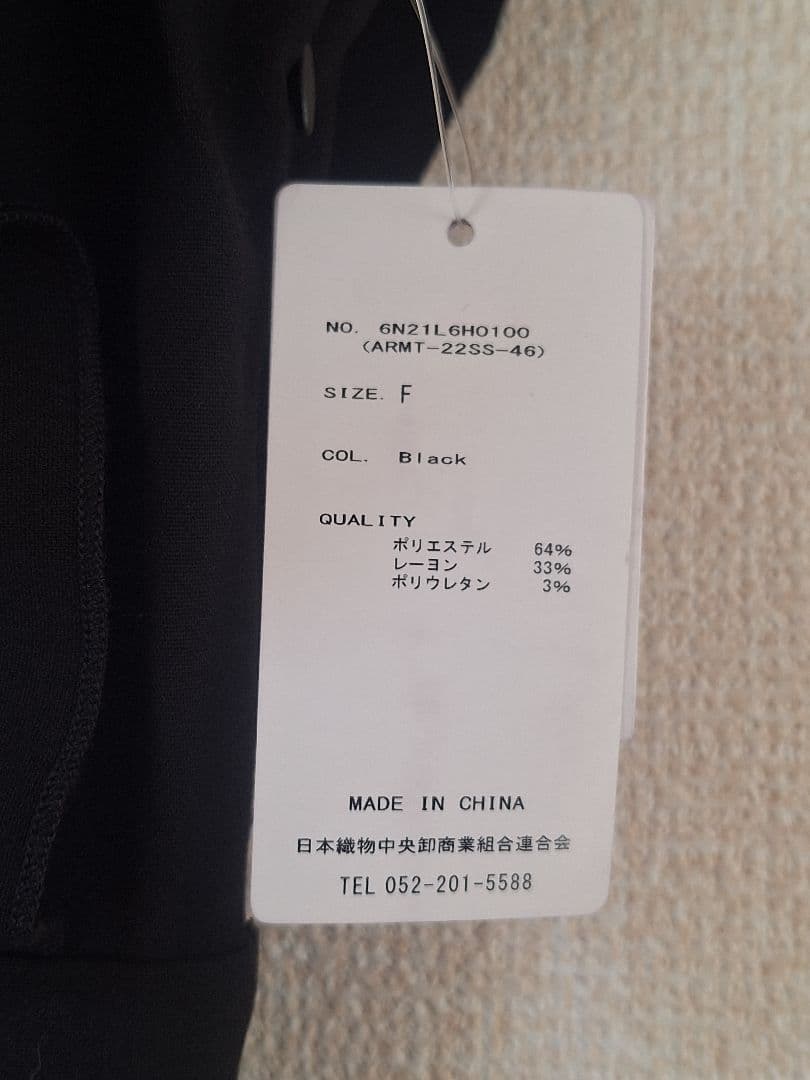 NO. 6N21L6H0100
(ARMT-22SS-46)
SIZE. F
COL. Black
QUALITY
ポリエステル 64%
レーヨン 33%
ポリウレタン 3%
MADE IN CHINA
日本織物中央卸商業組合連合会
TEL 052-201-5588